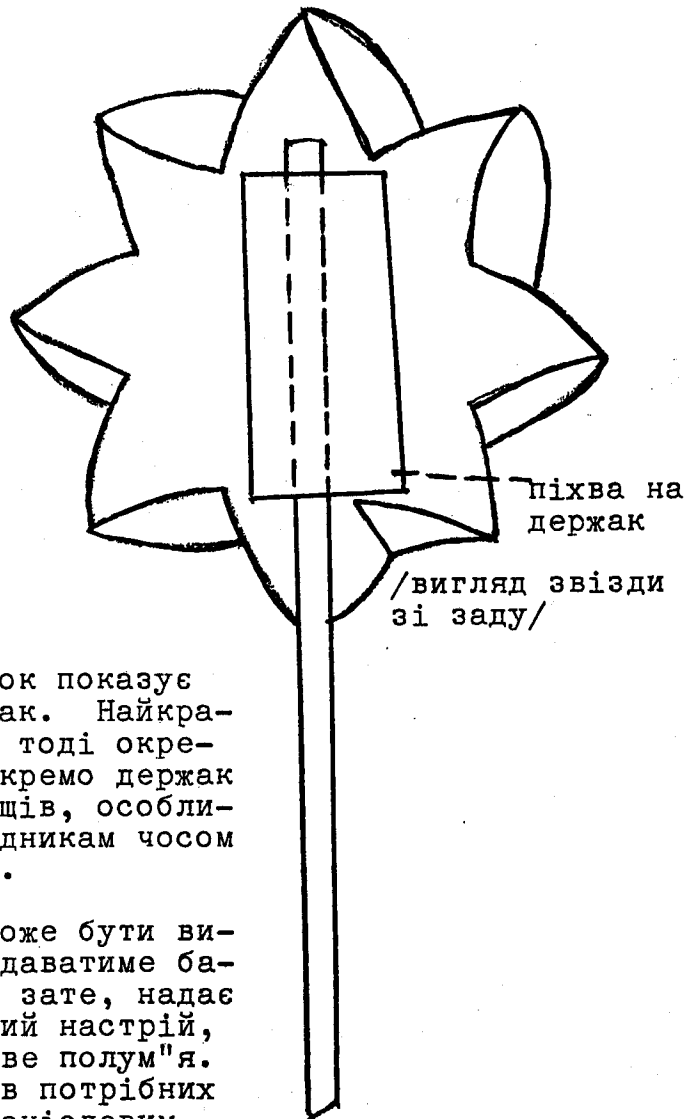 піхва на
держак
/вигляд звізди
зі заду/
ок показує
ак. Найкра-
тоді окре-
кремо держак
щів, особли-
дникам чосом
.
оже бути ви-
даватиме ба-
зате, надає
ий настрій,
ве полум"я.
в потрібних